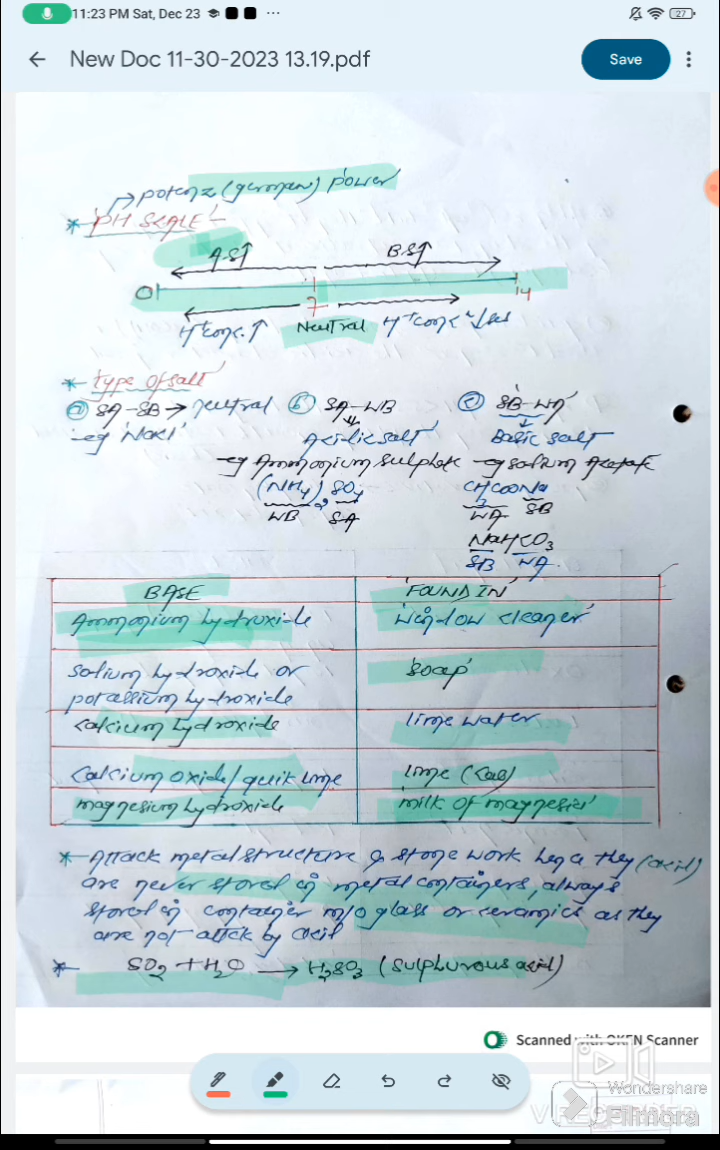 11:23 PM Sat, Dec 23
27
New Doc 11-30-2023 13.19.pdf
Save
potenz (german) power
* PH SCALE
A.S↑ B.S↑
0 7 14
H+ conc.↑ Neutral H+ conc
* type of salt
(a) SA-SB → neutral (b) SA-WB (c) SB-WA
Acidic salt Basic salt
-eg NaCl
-eg Ammonium sulphate -eg sodium Acetate
(NH4)2 SO4 CH3COONa
WB SA WA SB
NaHCO3
SB WA
BASE FOUND IN
Ammonium hydroxide window cleaner
Sodium hydroxide or soap
potassium hydroxide
calcium hydroxide lime water
Calcium oxide/quik lime lime (CaO)
magnesium hydroxide milk of magnesia
* Attack metal structure & stone work hence they (acid)
are never stored in metal containers, always
stored in container m/o glass or ceramics as they
are not attack by acid
* SO2 + H2O → H2SO3 (sulphurous acid)
Scanned with OKEN Scanner
Wondershare
Filmora